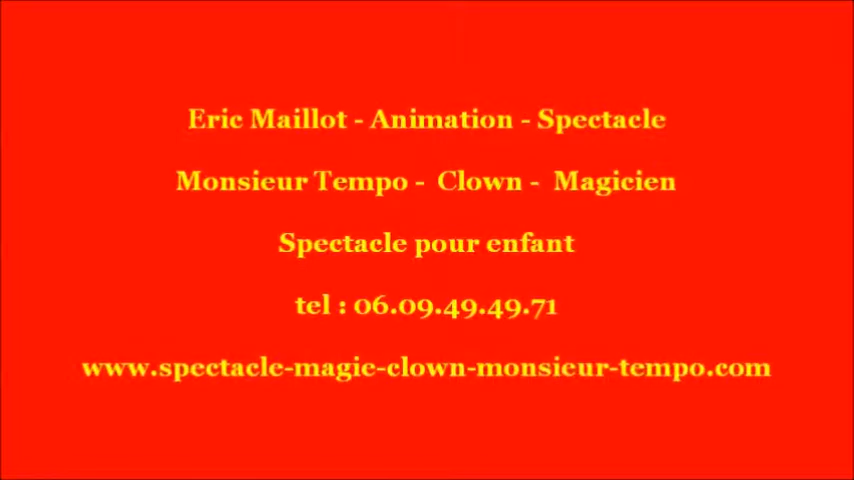 Eric Maillot - Animation - Spectacle
Monsieur Tempo - Clown - Magicien
Spectacle pour enfant
tel : 06.09.49.49.71
www.spectacle-magie-clown-monsieur-tempo.com